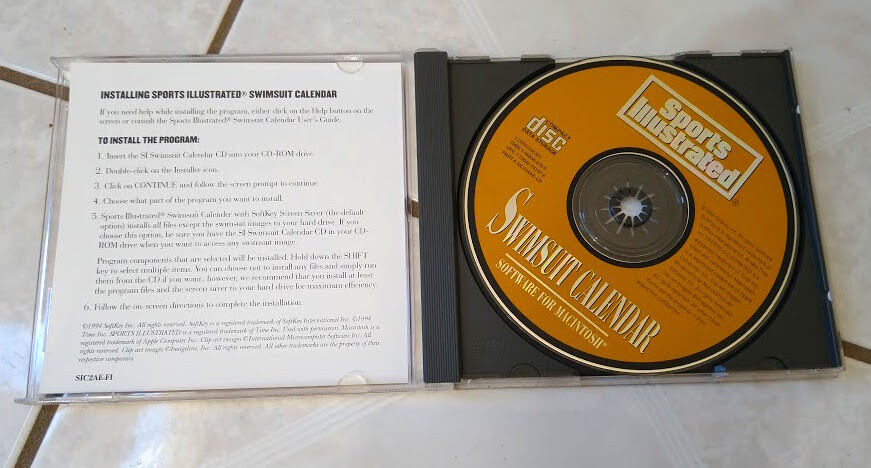 INSTALLING SPORTS ILLUSTRATED® SWIMSUIT CALENDAR
If you need help while installing the program, either click on the Help button on the
screen or consult the Sports Illustrated® Swimsuit Calendar User's Guide.
TO INSTALL THE PROGRAM:
1. Insert the SI Swimsuit Calendar CD into your CD-ROM drive.
2. Double-click on the Installer icon.
3. Click on CONTINUE and follow the screen prompt to continue.
4. Choose what part of the program you want to install.
5. Sports Illustrated® Swimsuit Calender with SoftKey Screen Saver (the default
option) installs all files except the swimsuit images to your hard drive. If you
choose this option, be sure you have the SI Swimsuit Calendar CD in your CD-
ROM drive when you want to access any swimsuit image.
Program components that are selected will be installed. Hold down the SHIFT
key to select multiple items. You can choose not to install any files and simply run
them from the CD if you want; however, we recommend that you install at least
the program files and the screen saver to your hard drive for maximum efficiency.
6. Follow the on-screen directions to complete the installation.
©1994 SoftKey Inc. All rights reserved. SoftKey is a registered trademark of SoftKey International Inc. ©1994
Time Inc. SPORTS ILLUSTRATED is a registered trademark of Time Inc. Used with permission. Macintosh is a
registered trademark of Apple Computer Inc. Clip art images ©International Microcomputer Software Inc. All
rights reserved. Clip art images ©Imageline, Inc. All rights reserved. All other trademarks are the property of their
respective companies.
SIC2AE-FI
Sports
Illustrated
COMPACT
disc
DATA STORAGE
SWIMSUIT CALENDAR
SOFTWARE FOR MACINTOSH®